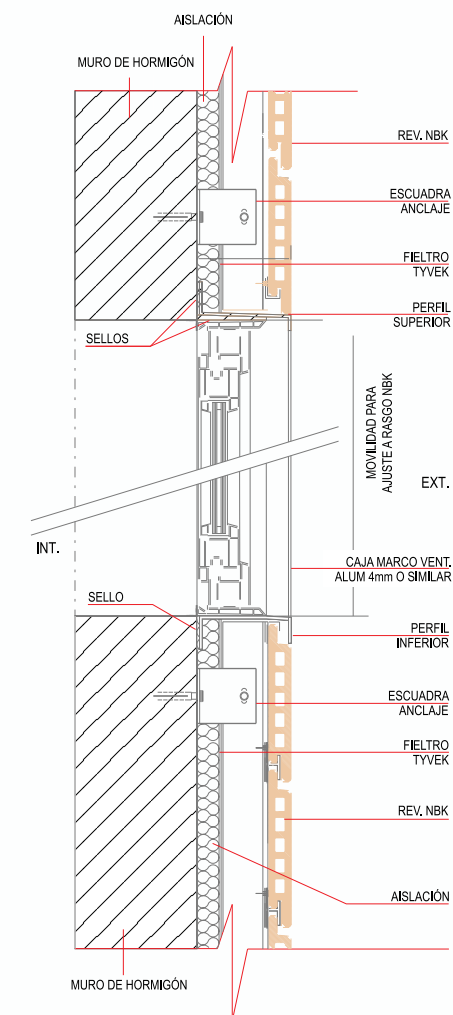 AISLACIÓN
MURO DE HORMIGÓN
REV. NBK
ESCUADRA
ANCLAJE
FIELTRO
TYVEK
PERFIL
SUPERIOR
SELLOS
MOVILIDAD PARA
AJUSTE A RASGO NBK
EXT.
INT.
CAJA MARCO VENT.
ALUM 4mm O SIMILAR
SELLO
PERFIL
INFERIOR
ESCUADRA
ANCLAJE
FIELTRO
TYVEK
REV. NBK
AISLACIÓN
MURO DE HORMIGÓN